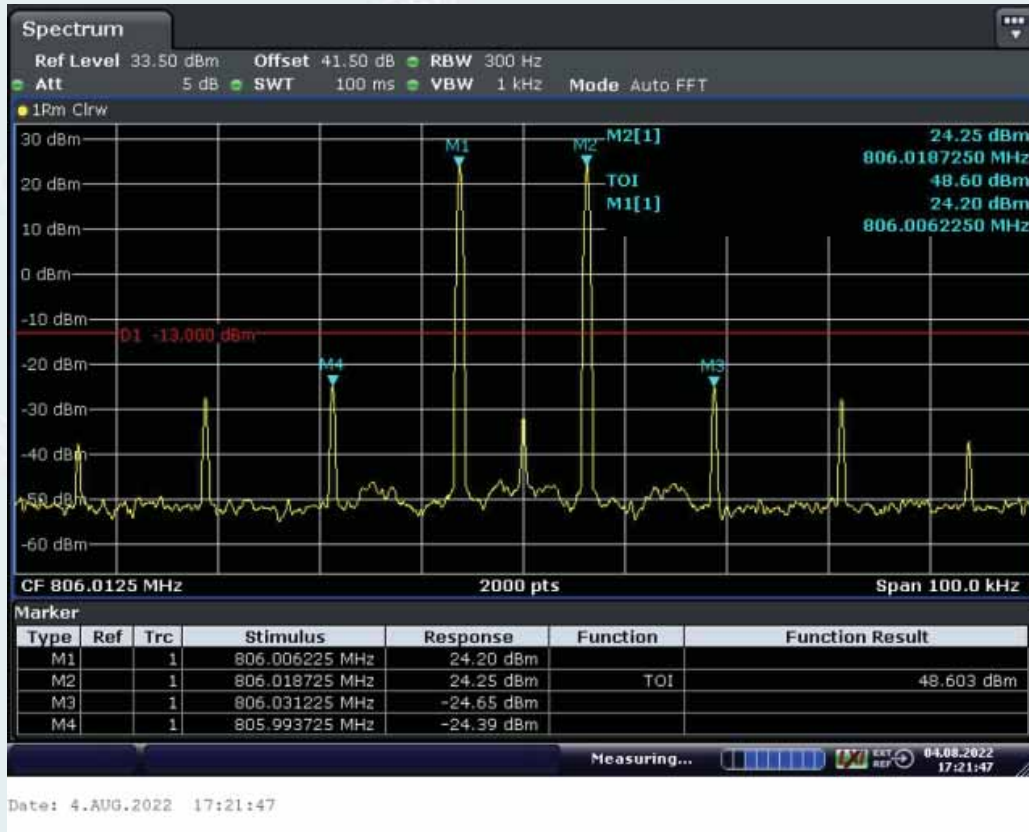 Spectrum
Ref Level 33.50 dBm Offset 41.50 dB RBW 300 Hz
Att 5 dB SWT 100 ms VBW 1 kHz Mode Auto FFT
1Rm Clrw
30 dBm
M1
M2
M2[1] 24.25 dBm
806.0187250 MHz
20 dBm
TOI 48.60 dBm
M1[1] 24.20 dBm
10 dBm
806.0062250 MHz
0 dBm
-10 dBm
D1 -13.000 dBm
-20 dBm
M4
M3
-30 dBm
-40 dBm
-50 dBm
-60 dBm
CF 806.0125 MHz 2000 pts Span 100.0 kHz
Marker
Type Ref Trc Stimulus Response Function Function Result
M1 1 806.006225 MHz 24.20 dBm
M2 1 806.018725 MHz 24.25 dBm TOI 48.603 dBm
M3 1 806.031225 MHz -24.65 dBm
M4 1 805.993725 MHz -24.39 dBm
Measuring... LXI EXT REF 04.08.2022
17:21:47
Date: 4.AUG.2022 17:21:47